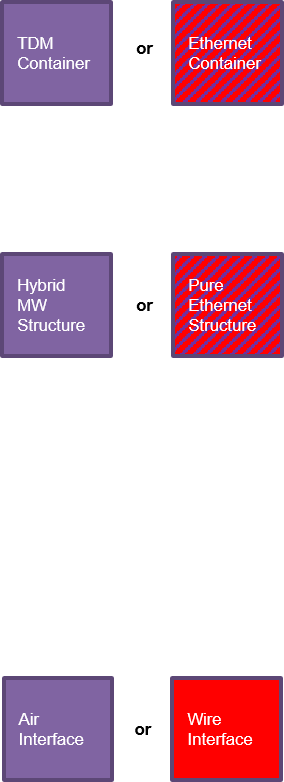 TDM
Container
or
Ethernet
Container
Hybrid
MW
Structure
or
Pure
Ethernet
Structure
Air
Interface
or
Wire
Interface